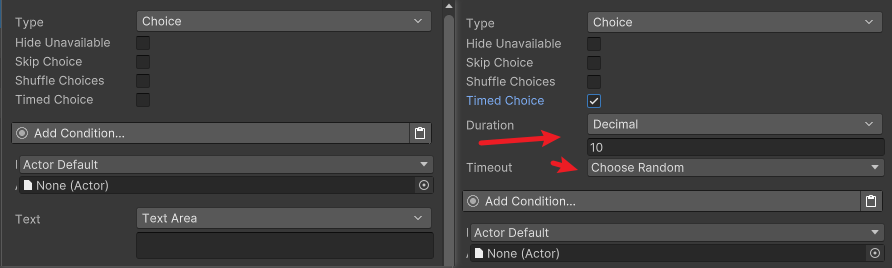 Type Choice
Hide Unavailable
Skip Choice
Shuffle Choices
Timed Choice
Add Condition...
Actor Default
None (Actor)
Text Text Area
Type Choice
Hide Unavailable
Skip Choice
Shuffle Choices
Timed Choice
Duration Decimal
10
Timeout Choose Random
Add Condition...
Actor Default
None (Actor)